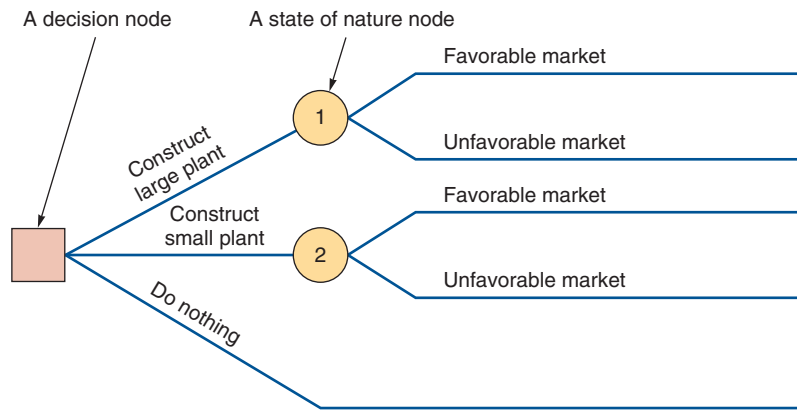 A decision node
A state of nature node
Favorable market
1
Unfavorable market
Construct
large plant
Favorable market
Construct
small plant
2
Unfavorable market
Do nothing